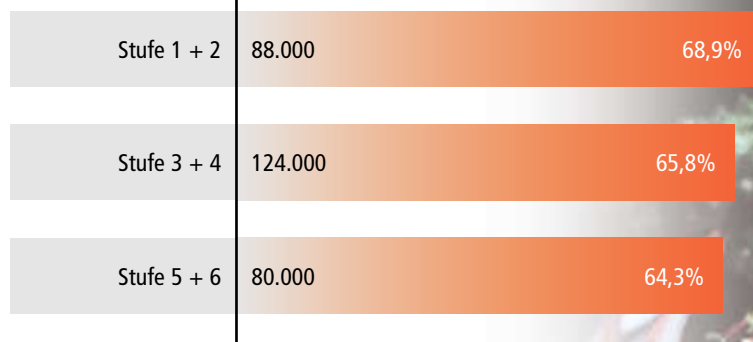 Stufe 1 + 2 88.000 68,9%
Stufe 3 + 4 124.000 65,8%
Stufe 5 + 6 80.000 64,3%